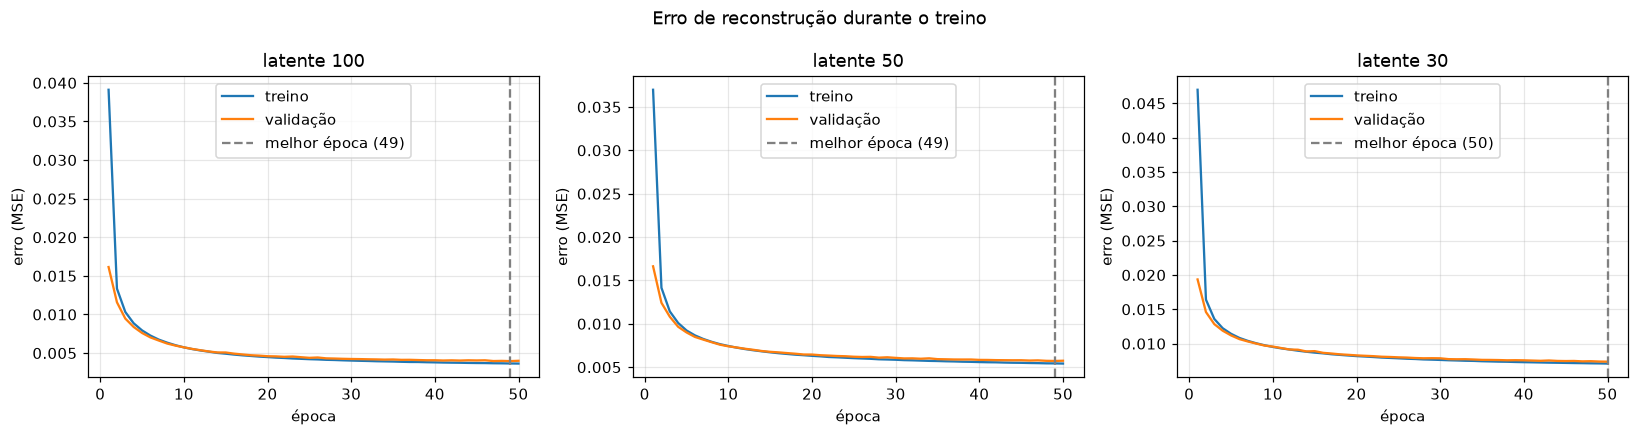 Erro de reconstrução durante o treino
latente 100
0.040
0.035
0.030
0.025
0.020
0.015
0.010
0.005
erro (MSE)
treino
validação
melhor época (49)
0 10 20 30 40 50
época
latente 50
0.035
0.030
0.025
0.020
0.015
0.010
0.005
erro (MSE)
treino
validação
melhor época (49)
0 10 20 30 40 50
época
latente 30
0.045
0.040
0.035
0.030
0.025
0.020
0.015
0.010
erro (MSE)
treino
validação
melhor época (50)
0 10 20 30 40 50
época